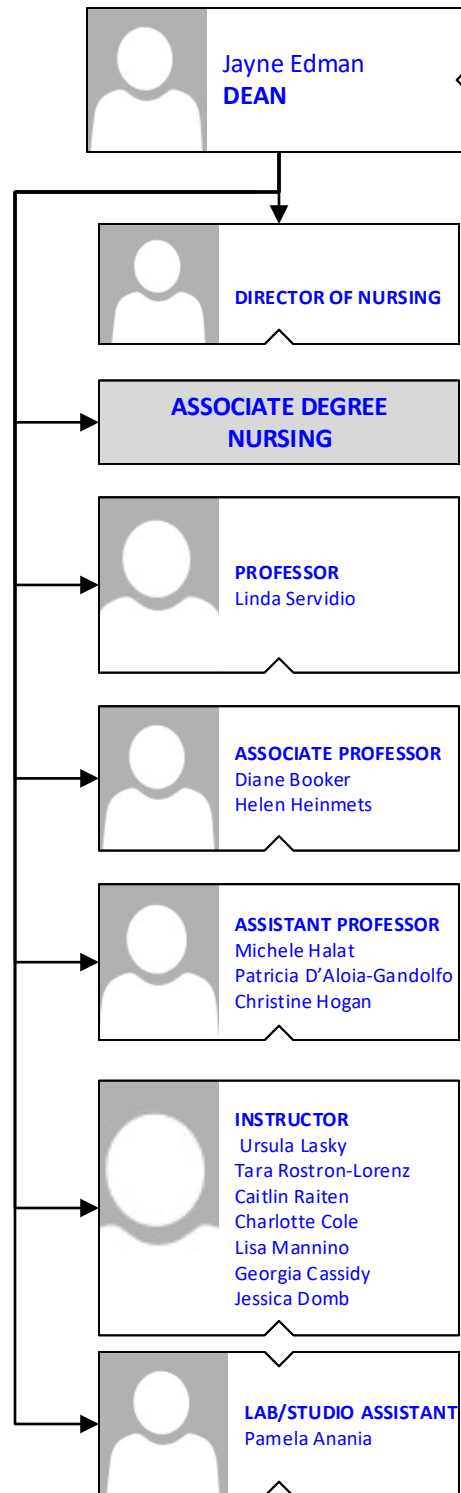 Jayne Edman
DEAN
DIRECTOR OF NURSING
ASSOCIATE DEGREE
NURSING
PROFESSOR
Linda Servidio
ASSOCIATE PROFESSOR
Diane Booker
Helen Heinmets
ASSISTANT PROFESSOR
Michele Halat
Patricia D’Aloia-Gandolfo
Christine Hogan
INSTRUCTOR
Ursula Lasky
Tara Rostron-Lorenz
Caitlin Raiten
Charlotte Cole
Lisa Mannino
Georgia Cassidy
Jessica Domb
LAB/STUDIO ASSISTANT
Pamela Anania